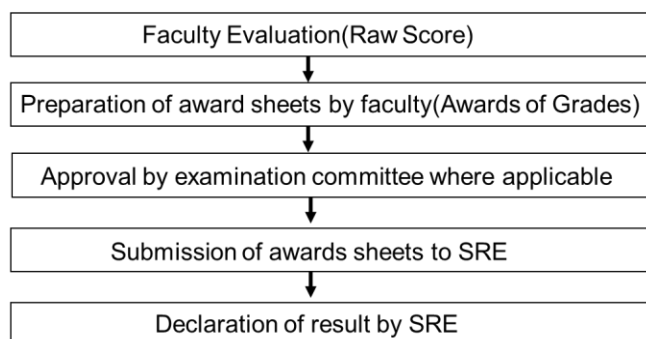 Faculty Evaluation(Raw Score)
Preparation of award sheets by faculty(Awards of Grades)
Approval by examination committee where applicable
Submission of awards sheets to SRE
Declaration of result by SRE